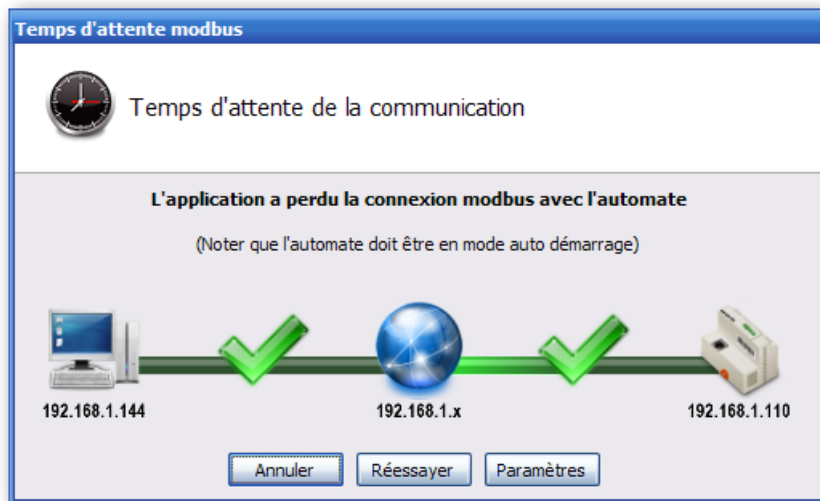 Temps d'attente modbus
Temps d'attente de la communication
L'application a perdu la connexion modbus avec l'automate
(Noter que l'automate doit être en mode auto démarrage)
192.168.1.144 192.168.1.x 192.168.1.110
Annuler Réessayer Paramètres